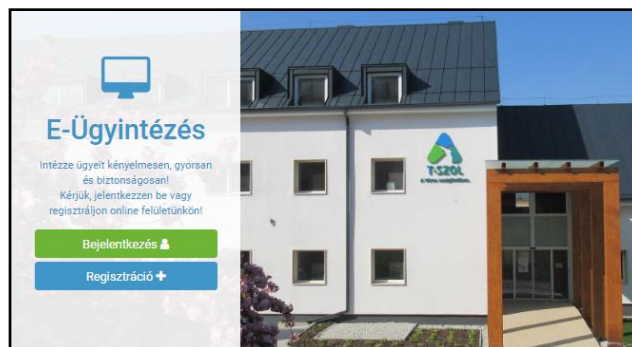 E-Ügyintézés
Intézze ügyeit kényelmesen, gyorsan
és biztonságosan!
Kérjük, jelentkezzen be vagy
regisztráljon online felületünkön!
Bejelentkezés
Regisztráció
T-SZOL